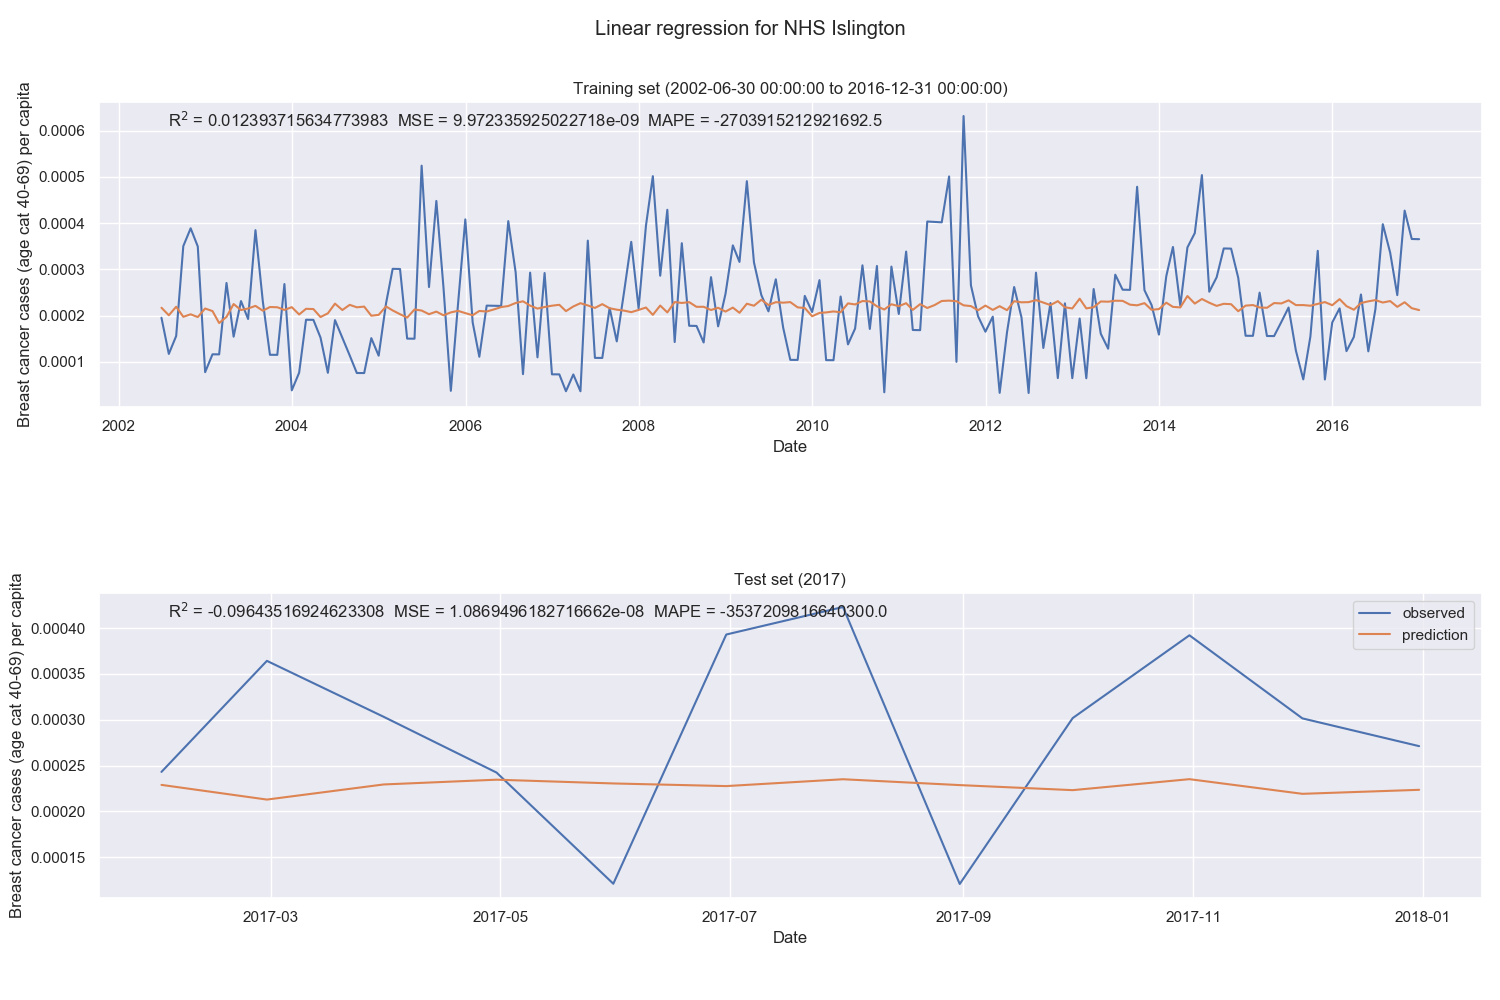 Linear regression for NHS Islington
Training set (2002-06-30 00:00:00 to 2016-12-31 00:00:00)
R² = 0.012393715634773983 MSE = 9.972335925022718e-09 MAPE = -2703915212921692.5
Breast cancer cases (age cat 40-69) per capita
0.0006
0.0005
0.0004
0.0003
0.0002
0.0001
2002 2004 2006 2008 2010 2012 2014 2016
Date
Test set (2017)
R² = -0.09643516924623308 MSE = 1.0869496182716662e-08 MAPE = -3537209816640300.0
observed
prediction
Breast cancer cases (age cat 40-69) per capita
0.00040
0.00035
0.00030
0.00025
0.00020
0.00015
2017-03 2017-05 2017-07 2017-09 2017-11 2018-01
Date